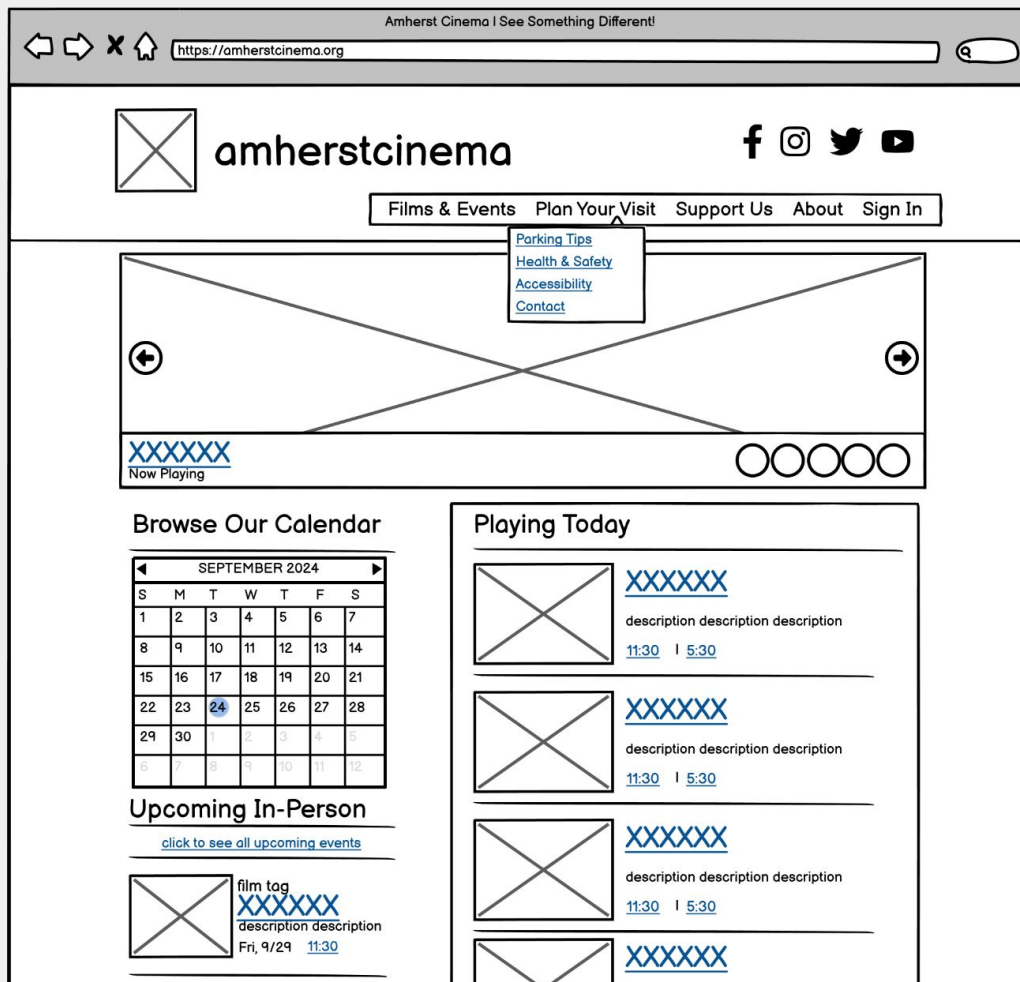 Amherst Cinema | See Something Different!
https://amherstcinema.org
amherstcinema
Films & Events Plan Your Visit Support Us About Sign In
Parking Tips
Health & Safety
Accessibility
Contact
XXXXXX
Now Playing
Browse Our Calendar
SEPTEMBER 2024
S M T W T F S
1 2 3 4 5 6 7
8 9 10 11 12 13 14
15 16 17 18 19 20 21
22 23 24 25 26 27 28
29 30 1 2 3 4 5
6 7 8 9 10 11 12
Upcoming In-Person
click to see all upcoming events
film tag
XXXXXX
description description
Fri, 9/29 11:30
Playing Today
XXXXXX
description description description
11:30 | 5:30
XXXXXX
description description description
11:30 | 5:30
XXXXXX
description description description
11:30 | 5:30
XXXXXX